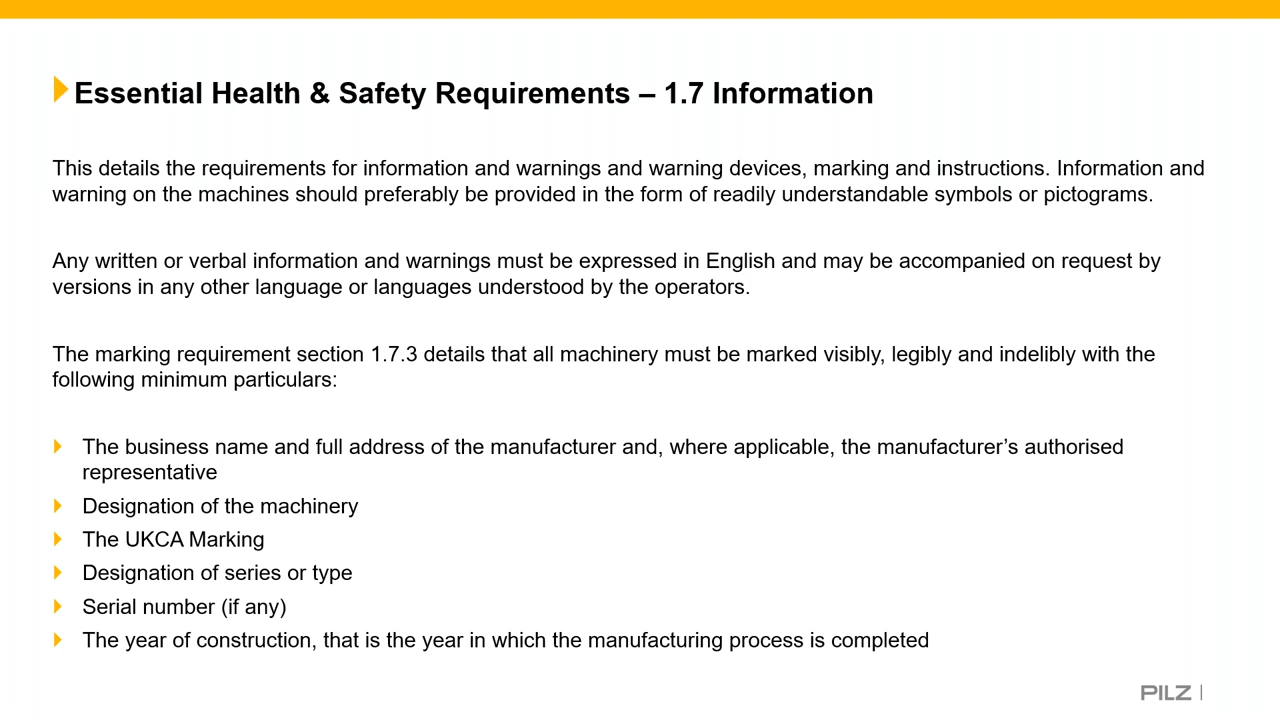 Essential Health & Safety Requirements – 1.7 Information
This details the requirements for information and warnings and warning devices, marking and instructions. Information and
warning on the machines should preferably be provided in the form of readily understandable symbols or pictograms.
Any written or verbal information and warnings must be expressed in English and may be accompanied on request by
versions in any other language or languages understood by the operators.
The marking requirement section 1.7.3 details that all machinery must be marked visibly, legibly and indelibly with the
following minimum particulars:
The business name and full address of the manufacturer and, where applicable, the manufacturer’s authorised
representative
Designation of the machinery
The UKCA Marking
Designation of series or type
Serial number (if any)
The year of construction, that is the year in which the manufacturing process is completed
PILZ |